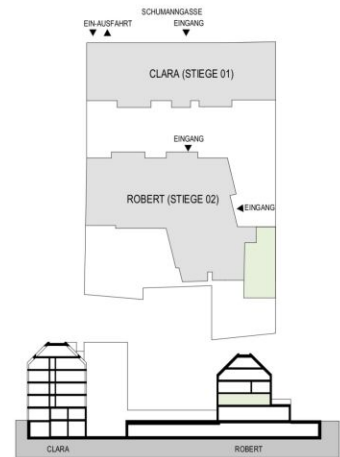 SCHUMANNGASSE
EIN-AUSFAHRT EINGANG
CLARA (STIEGE 01)
EINGANG
ROBERT (STIEGE 02)
EINGANG
CLARA ROBERT